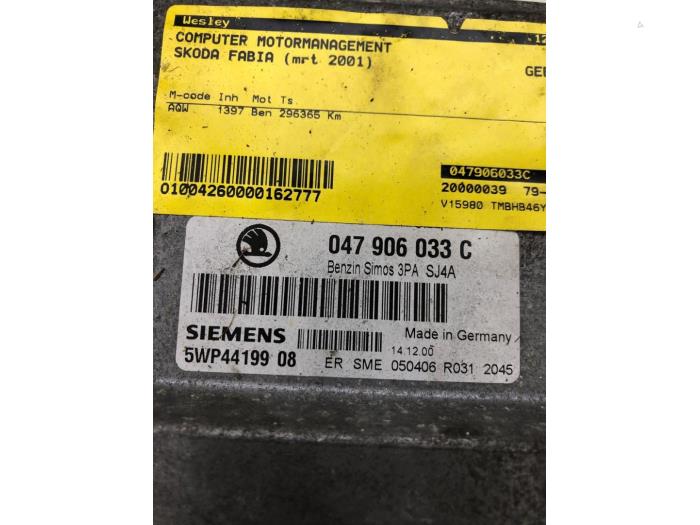 Wesley
COMPUTER MOTORMANAGEMENT
SKODA FABIA (mrt 2001)
M-code Inh Mot Ts
AQW 1397 Ben 296365 Km
01004260000162777
047906033C
20000039 79-
V15980 TMBHB46Y
047 906 033 C
Benzin Simos 3PA SJ4A
SIEMENS
Made in Germany
14.12.00
5WP44199 08
ER SME 050406 R031 2045